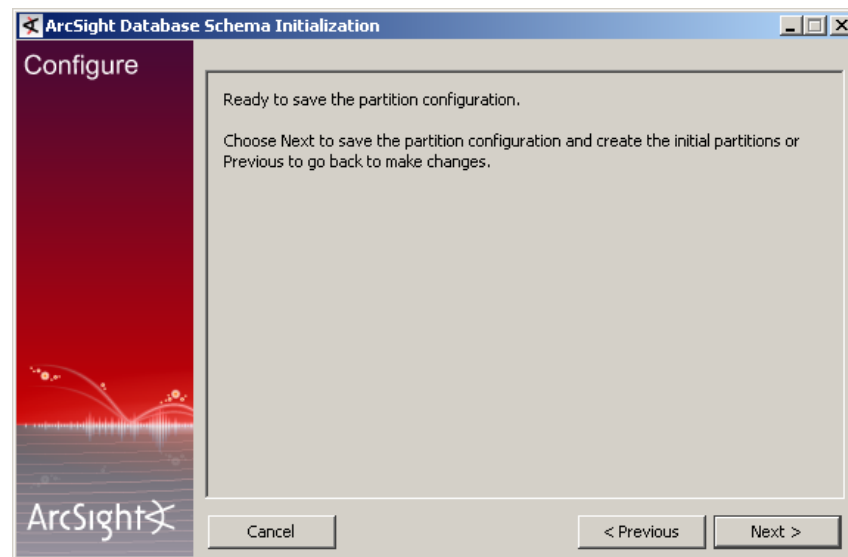 ArcSight Database Schema Initialization
Configure
Ready to save the partition configuration.
Choose Next to save the partition configuration and create the initial partitions or
Previous to go back to make changes.
ArcSight
Cancel
< Previous
Next >